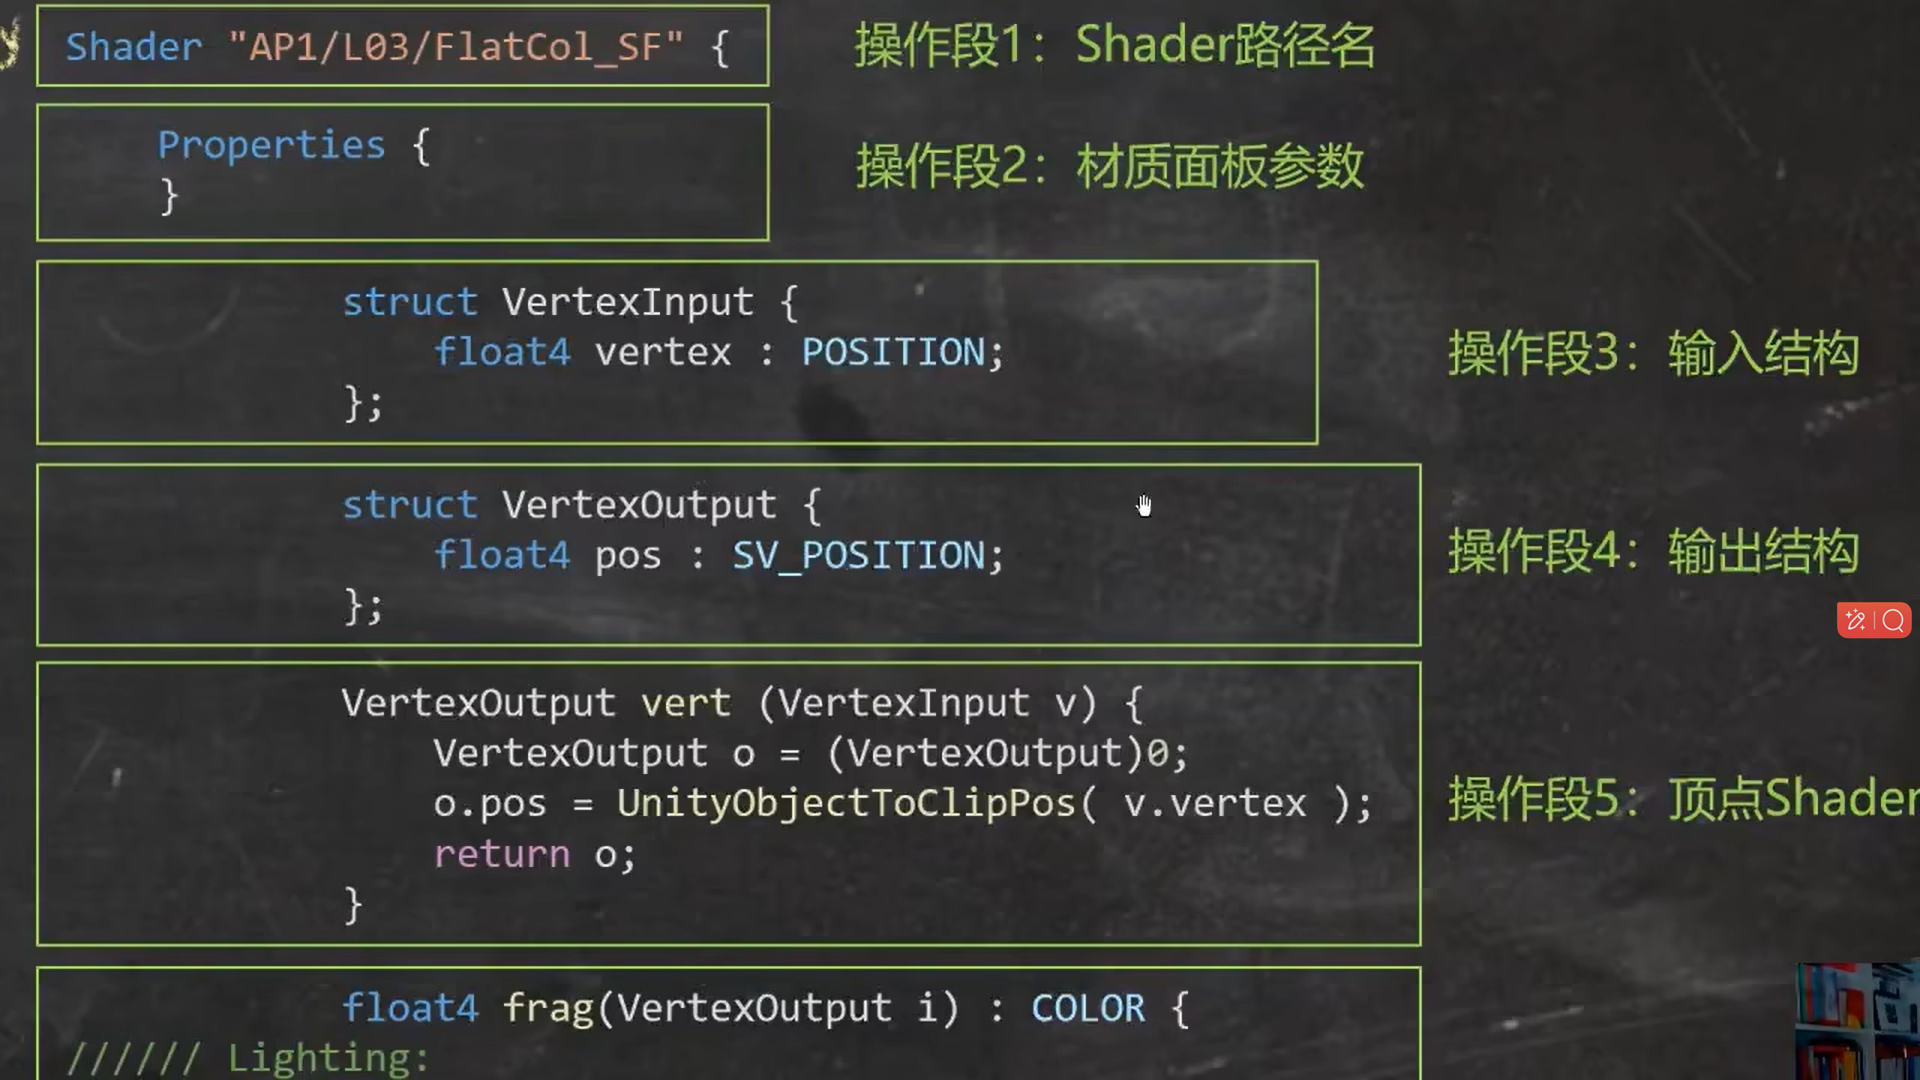 Shader "AP1/L03/FlatCol_SF" {
操作段1：Shader路径名
Properties {
}
操作段2：材质面板参数
struct VertexInput {
float4 vertex : POSITION;
};
操作段3：输入结构
struct VertexOutput {
float4 pos : SV_POSITION;
};
操作段4：输出结构
VertexOutput vert (VertexInput v) {
VertexOutput o = (VertexOutput)0;
o.pos = UnityObjectToClipPos( v.vertex );
return o;
}
操作段5：顶点Shader
float4 frag(VertexOutput i) : COLOR {
////// Lighting: